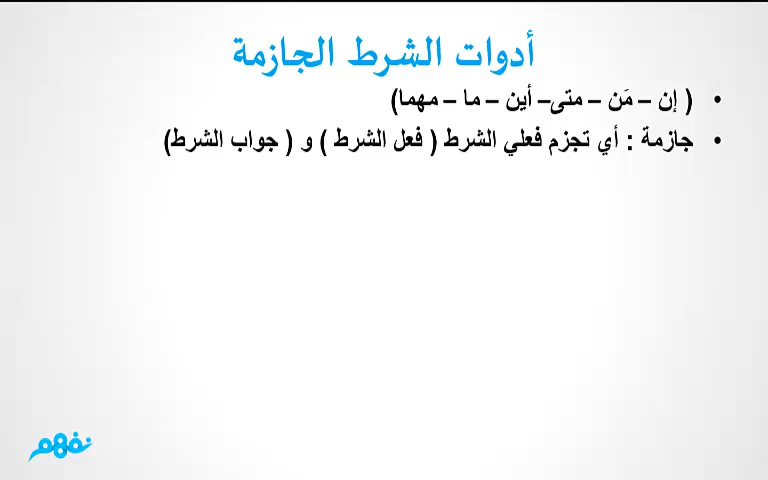 أدوات الشرط الجازمة
• ( إن – مَن – متى– أين – ما – مهما)
• جازمة : أي تجزم فعلي الشرط ( فعل الشرط ) و ( جواب الشرط)
نفهم